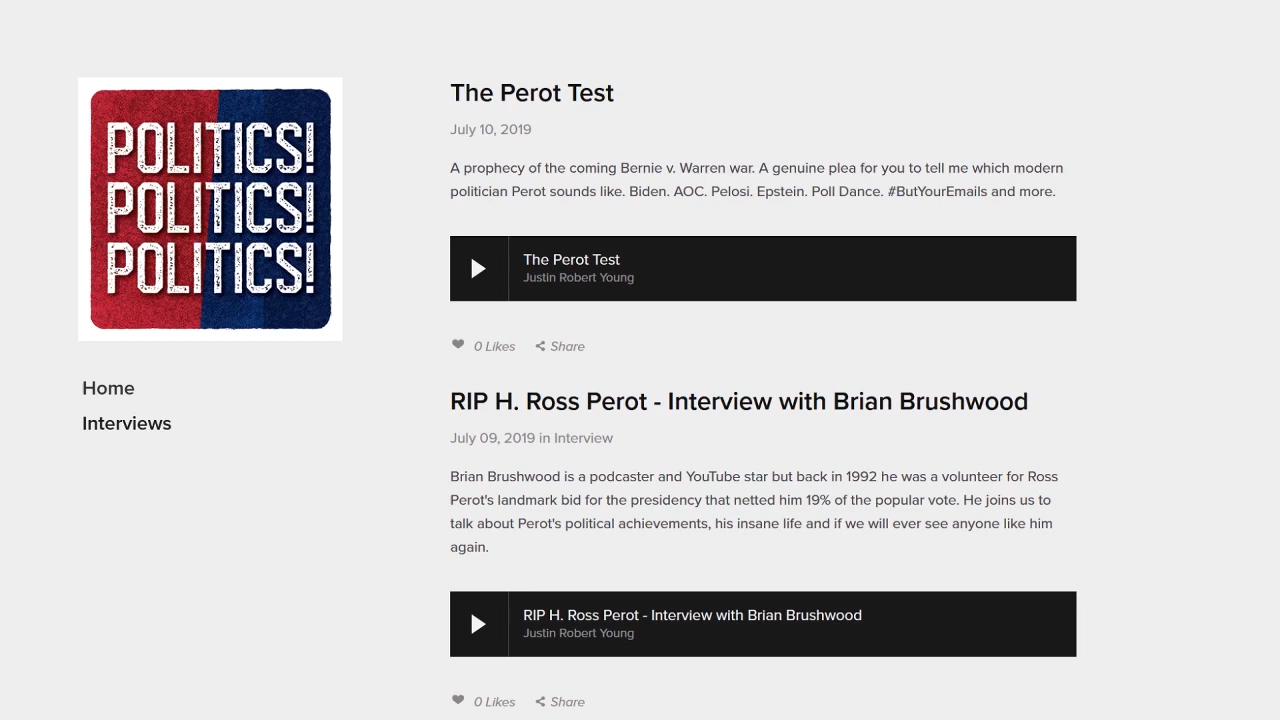 POLITICS!
POLITICS!
POLITICS!
Home
Interviews
The Perot Test
July 10, 2019
A prophecy of the coming Bernie v. Warren war. A genuine plea for you to tell me which modern
politician Perot sounds like. Biden. AOC. Pelosi. Epstein. Poll Dance. #ButYourEmails and more.
The Perot Test
Justin Robert Young
0 Likes Share
RIP H. Ross Perot - Interview with Brian Brushwood
July 09, 2019 in Interview
Brian Brushwood is a podcaster and YouTube star but back in 1992 he was a volunteer for Ross
Perot's landmark bid for the presidency that netted him 19% of the popular vote. He joins us to
talk about Perot's political achievements, his insane life and if we will ever see anyone like him
again.
RIP H. Ross Perot - Interview with Brian Brushwood
Justin Robert Young
0 Likes Share